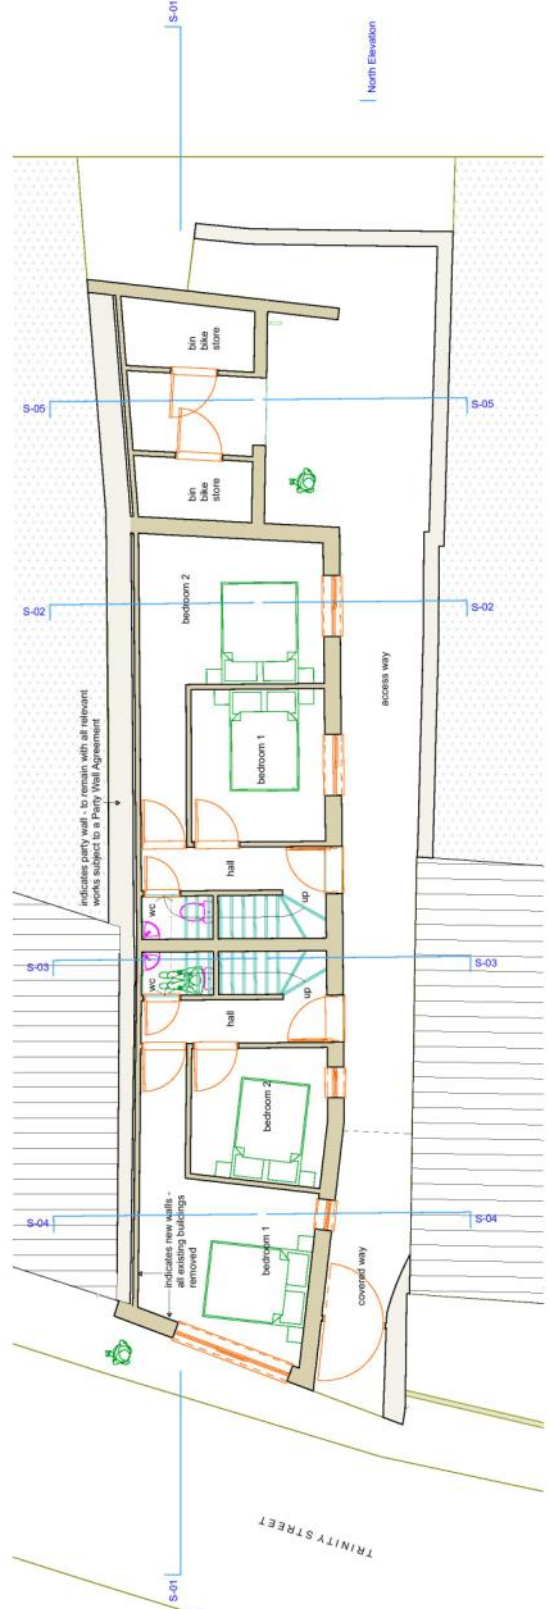 S-01
North Elevation
bin
bike
store
S-05
S-05
bin
bike
store
bedroom 2
S-02
S-02
access way
indicates party wall - to remain with all relevant
works subject to a Party Wall Agreement
bedroom 1
hall
wc
up
S-03
S-03
wc
up
hall
bedroom 2
indicates new walls -
all existing buildings
removed
S-04
S-04
bedroom 1
covered way
TRINITY STREET
S-01